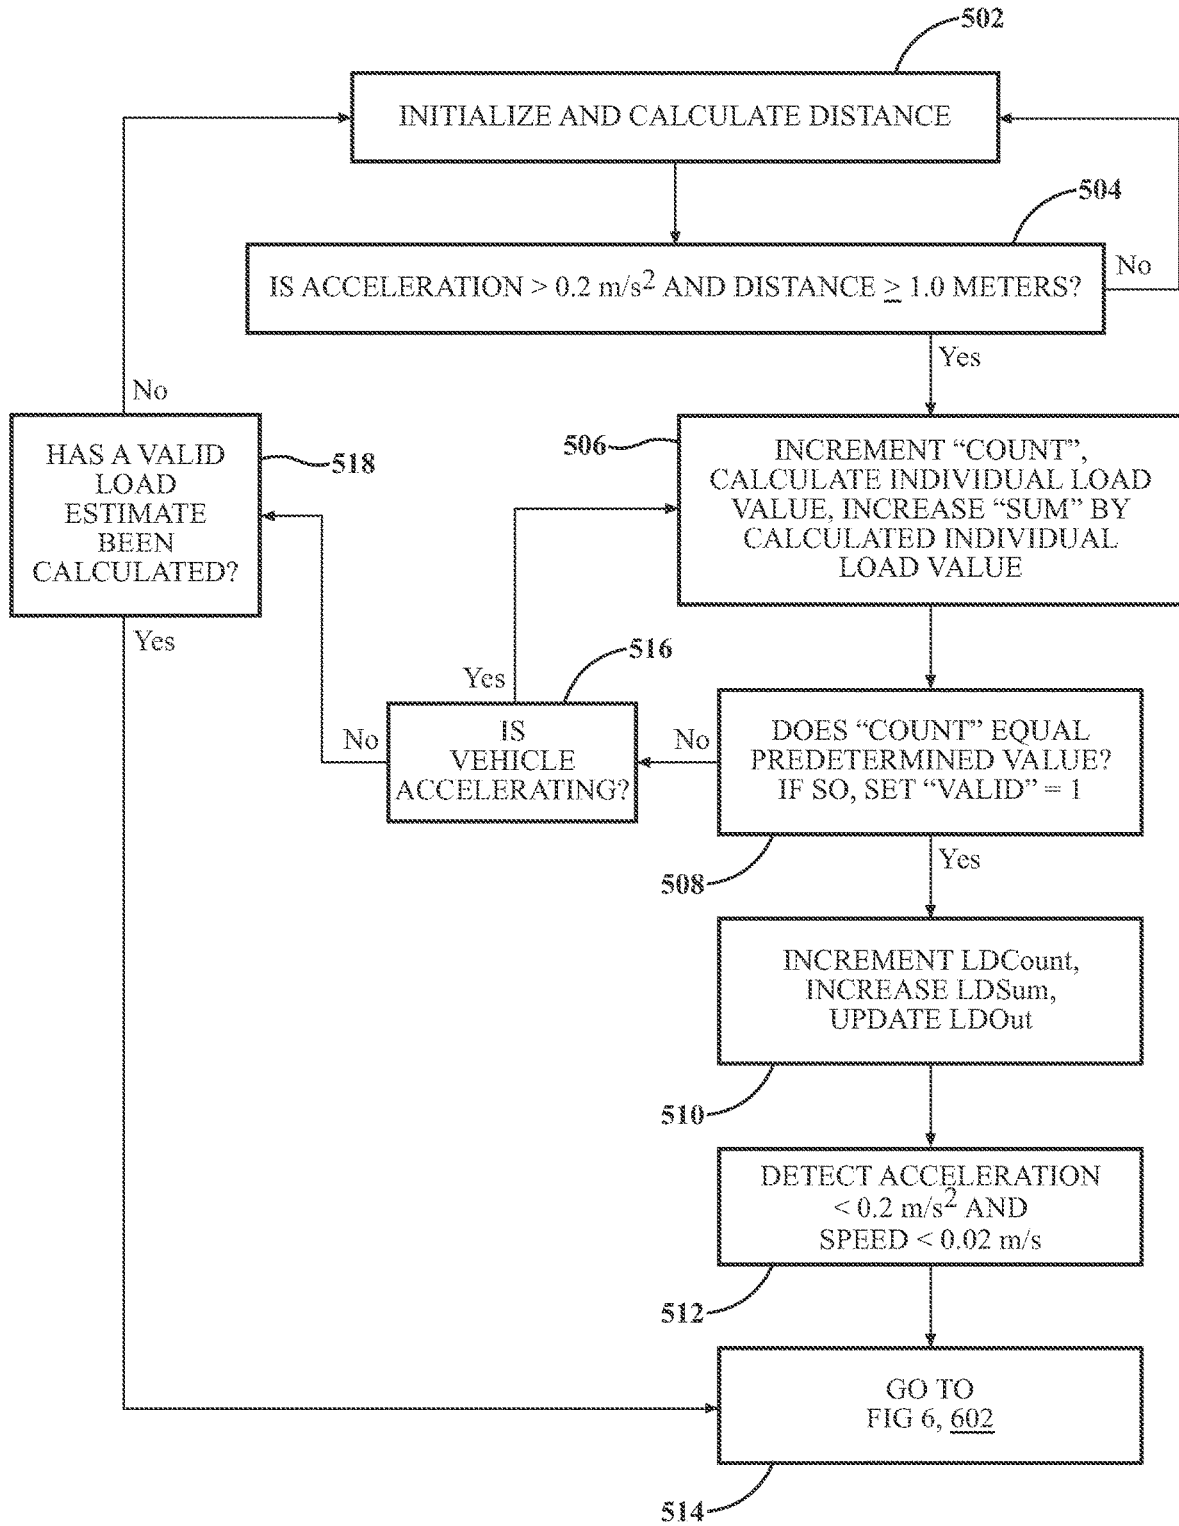 502
INITIALIZE AND CALCULATE DISTANCE
504
IS ACCELERATION > 0.2 m/s² AND DISTANCE ≥ 1.0 METERS?
No
Yes
No
HAS A VALID
LOAD
ESTIMATE
BEEN
CALCULATED?
518
Yes
506
INCREMENT “COUNT”,
CALCULATE INDIVIDUAL LOAD
VALUE, INCREASE “SUM” BY
CALCULATED INDIVIDUAL
LOAD VALUE
516
Yes
No
IS
VEHICLE
ACCELERATING?
No
DOES “COUNT” EQUAL
PREDETERMINED VALUE?
IF SO, SET “VALID” = 1
508
Yes
INCREMENT LDCount,
INCREASE LDSum,
UPDATE LDOut
510
DETECT ACCELERATION
< 0.2 m/s² AND
SPEED < 0.02 m/s
512
GO TO
FIG 6, 602
514